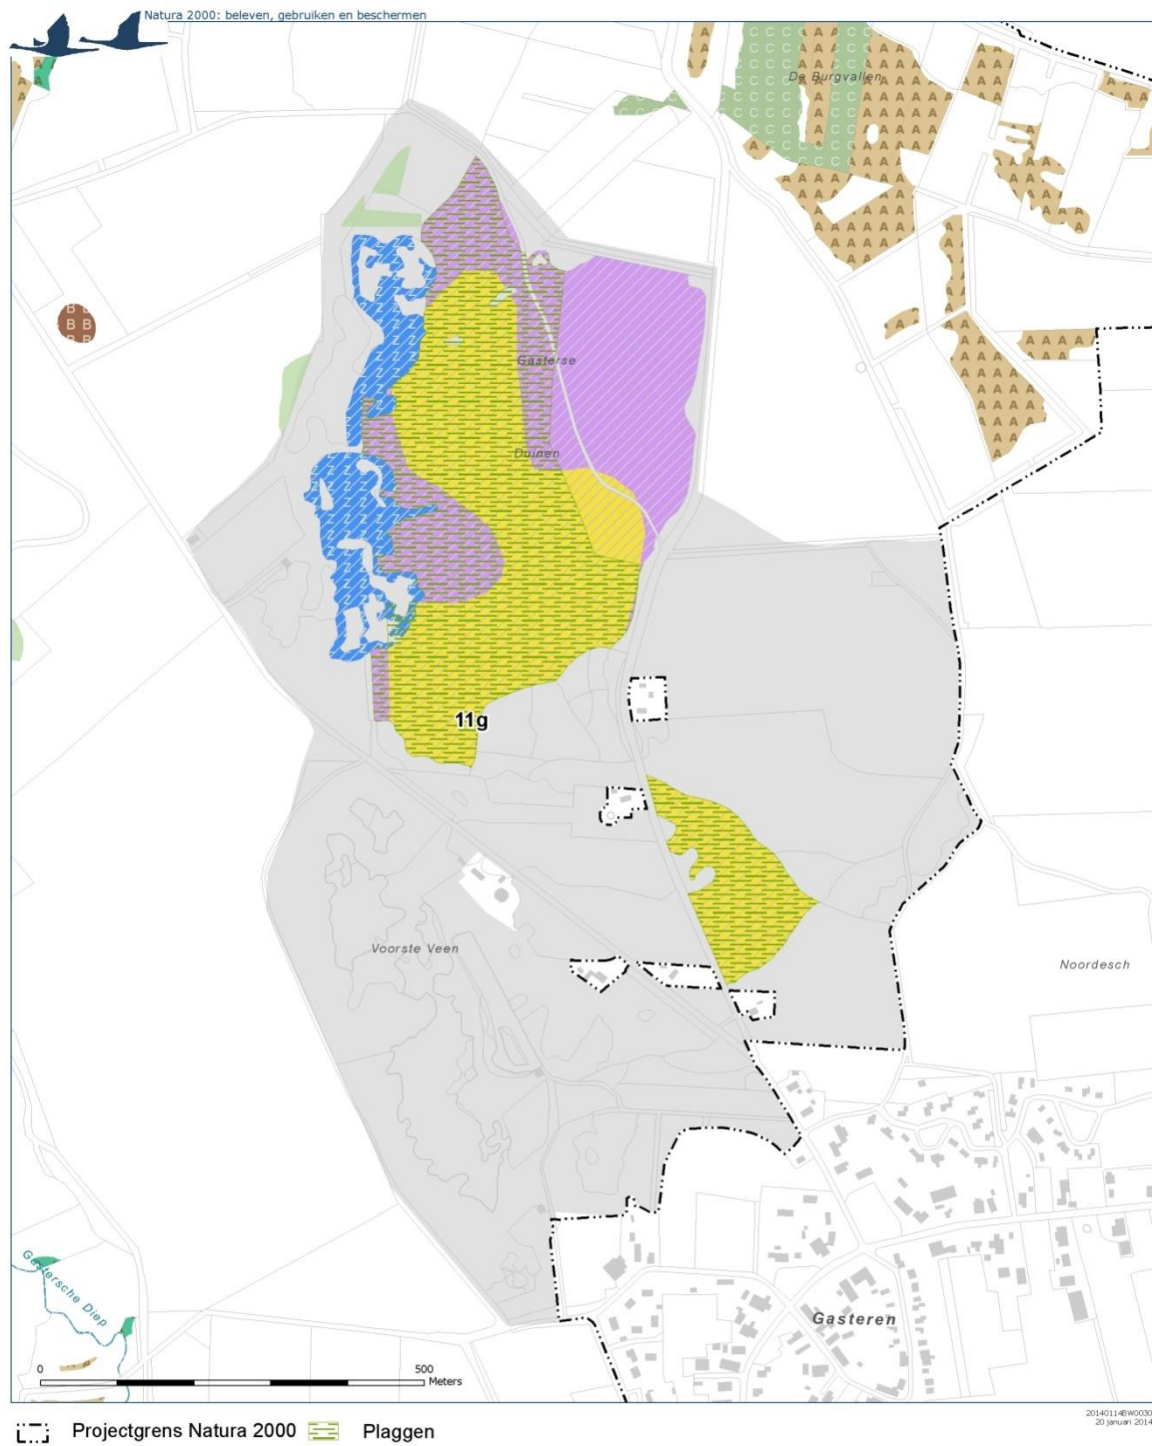 Natura 2000: beleven, gebruiken en beschermen
De Burgvallen
Gasterse
Duinen
11g
Voorste Veen
Noordesch
Gastersche Diep
Gasteren
0
500
Meters
20140114BW0030
20 januari 2014
Projectgrens Natura 2000
Plaggen